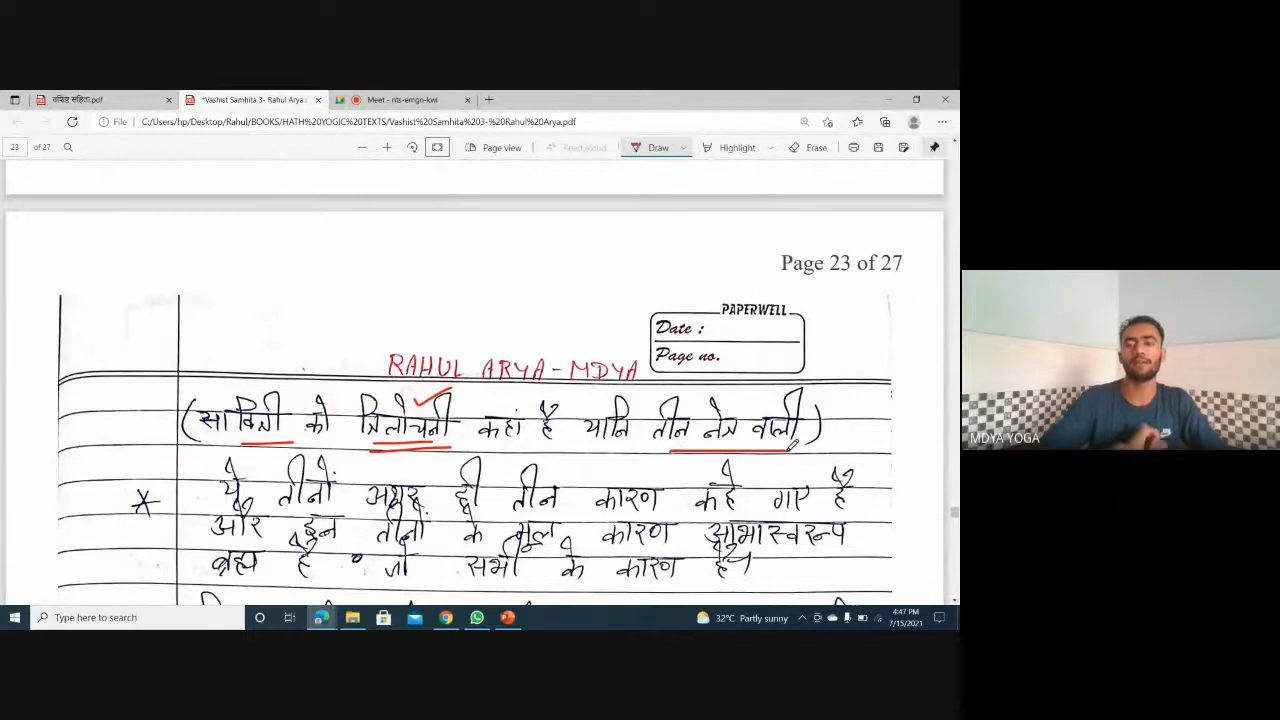 वशिष्ठ संहिता.pdf
*Vashist Samhita 3- Rahul Arya.
Meet - nts-emgn-kwi
File
C:/Users/hp/Desktop/Rahul/BOOKS/HATH%20YOGIC%20TEXTS/Vashist%20Samhita%203-%20Rahul%20Arya.pdf
23 of 27
Page view
Read aloud
Draw
Highlight
Erase
Page 23 of 27
PAPERWELL
Date :
Page no.
RAHUL ARYA-MDYA
(सावित्री को त्रिलोचनी कहां है यानि तीन नेत्र वाली)
* ये तीनों अक्षर ही तीन कारण कहे गए हैं
और इन तीनों के मूल कारण
ब्रह्म हैं जो सभी के कारण हैं
MDYA YOGA
Type here to search
32°C Partly sunny
4:47 PM
7/15/2021